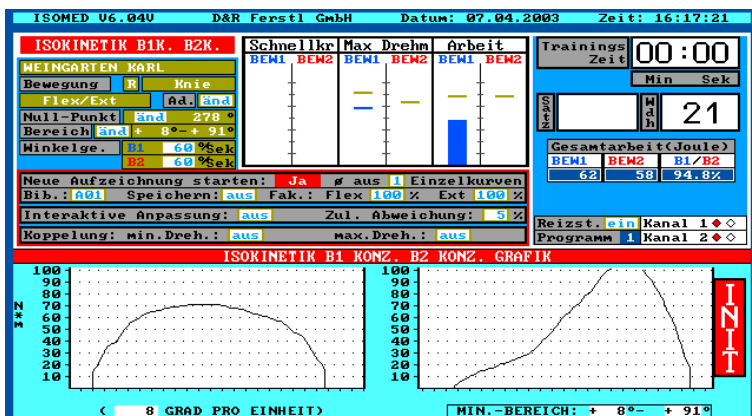 ISOMED V6.04V D&R Ferstl GmbH Datum: 07.04.2003 Zeit: 16:17:21
ISOKINETIK B1K. B2K.
WEINGARTEN KARL
Bewegung R Knie
Flex/Ext Ad. änd
Null-Punkt änd 278 °
Bereich änd + 8°- + 91°
Winkelge. B1 60 °/Sek
B2 60 °/Sek
Schnellkr Max Drehm Arbeit
BEW1 BEW2 BEW1 BEW2 BEW1 BEW2
Trainings Zeit 00:00
Min Sek
Satz Wdh 21
Gesamtarbeit(Joule)
BEW1 BEW2 B1/B2
62 58 94.8%
Neue Aufzeichnung starten: Ja ø aus 1 Einzelkurven
Bib.: A01 Speichern: aus Fak.: Flex 100 % Ext 100 %
Interaktive Anpassung: aus Zul. Abweichung: 5 %
Koppelung: min.Dreh.: aus max.Dreh.: aus
Reizst. ein Kanal 1
Programm 1 Kanal 2
ISOKINETIK B1 KONZ. B2 KONZ. GRAFIK
100 100
90 90
80 80
70 70
60 60
50 50
40 40
30 30
20 20
10 10
N*M
INIT
( 8 GRAD PRO EINHEIT) MIN.-BEREICH: + 8°- + 91°